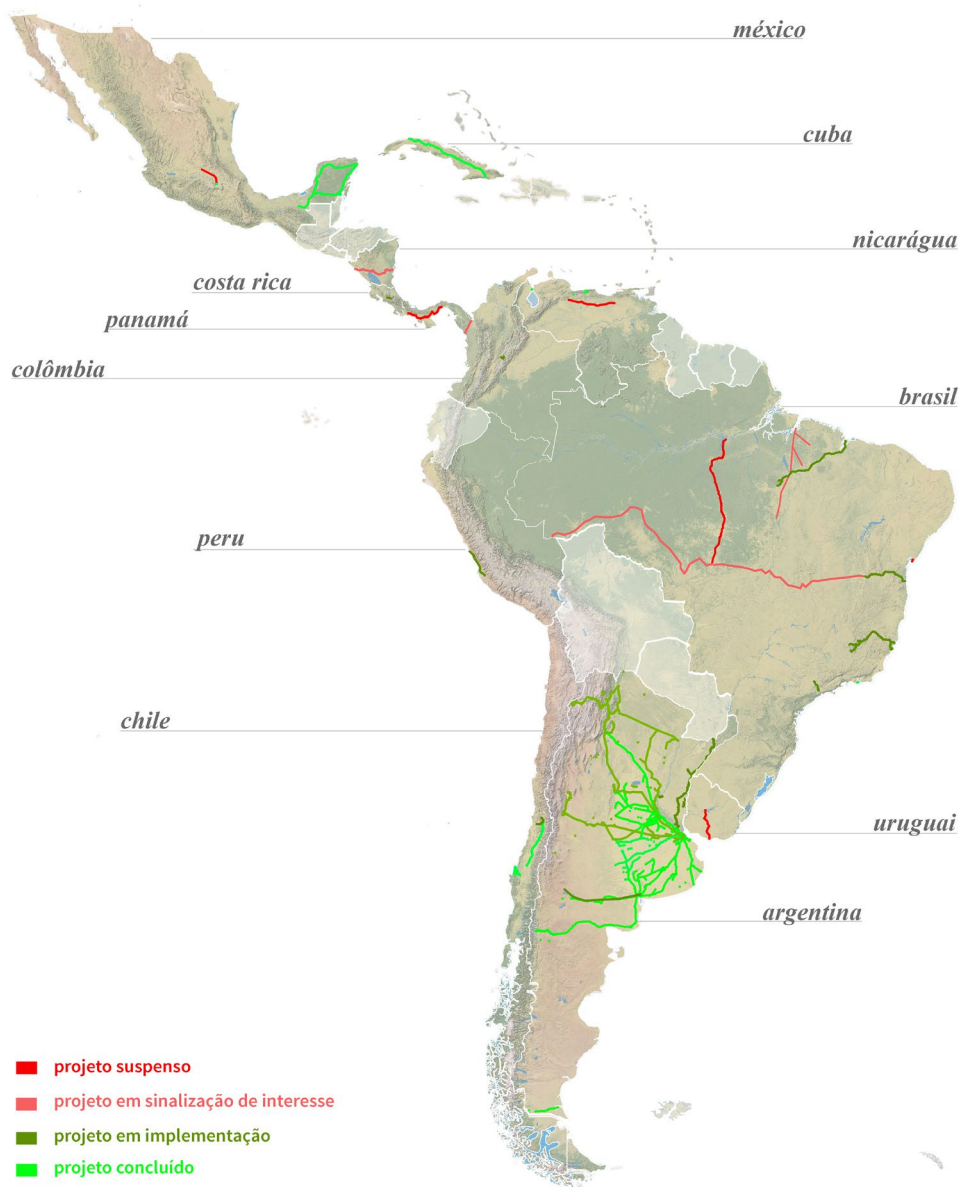 méxico
cuba
nicarágua
costa rica
panamá
colômbia
brasil
peru
chile
uruguai
argentina
projeto suspenso
projeto em sinalização de interesse
projeto em implementação
projeto concluído